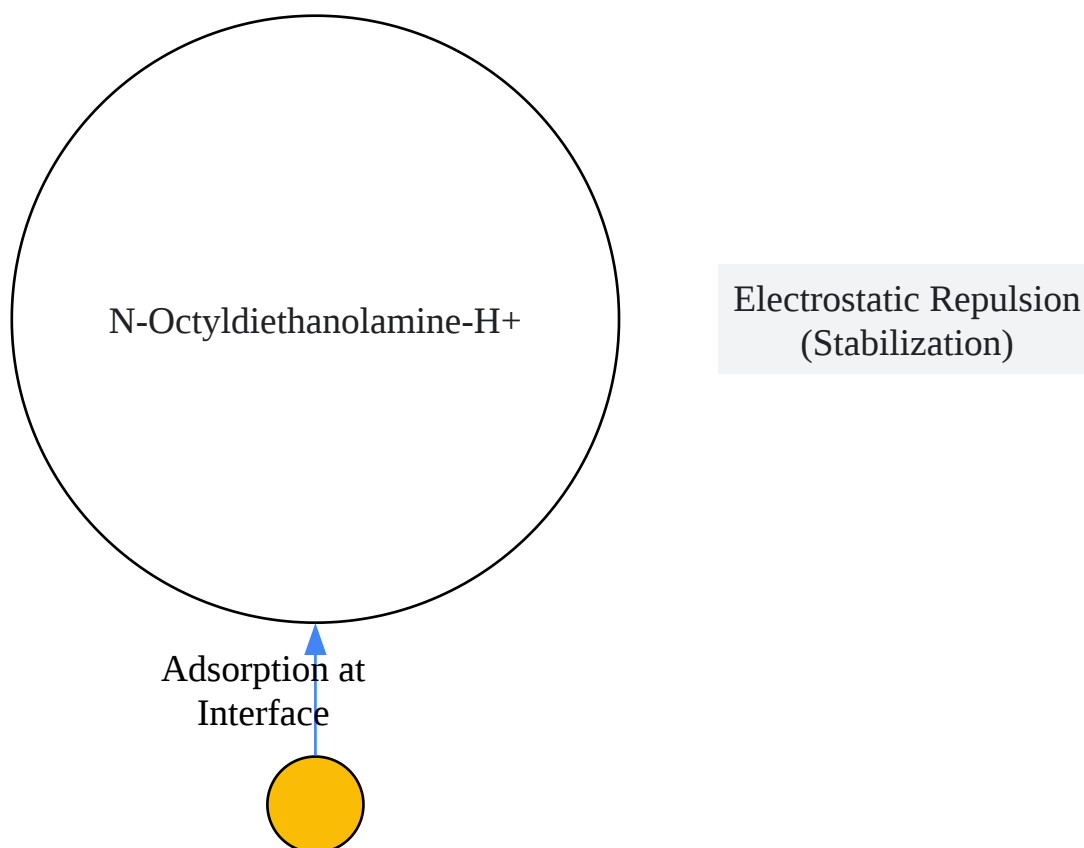 N-Octyldiethanolamine-H+
Electrostatic Repulsion
(Stabilization)
Adsorption at
Interface